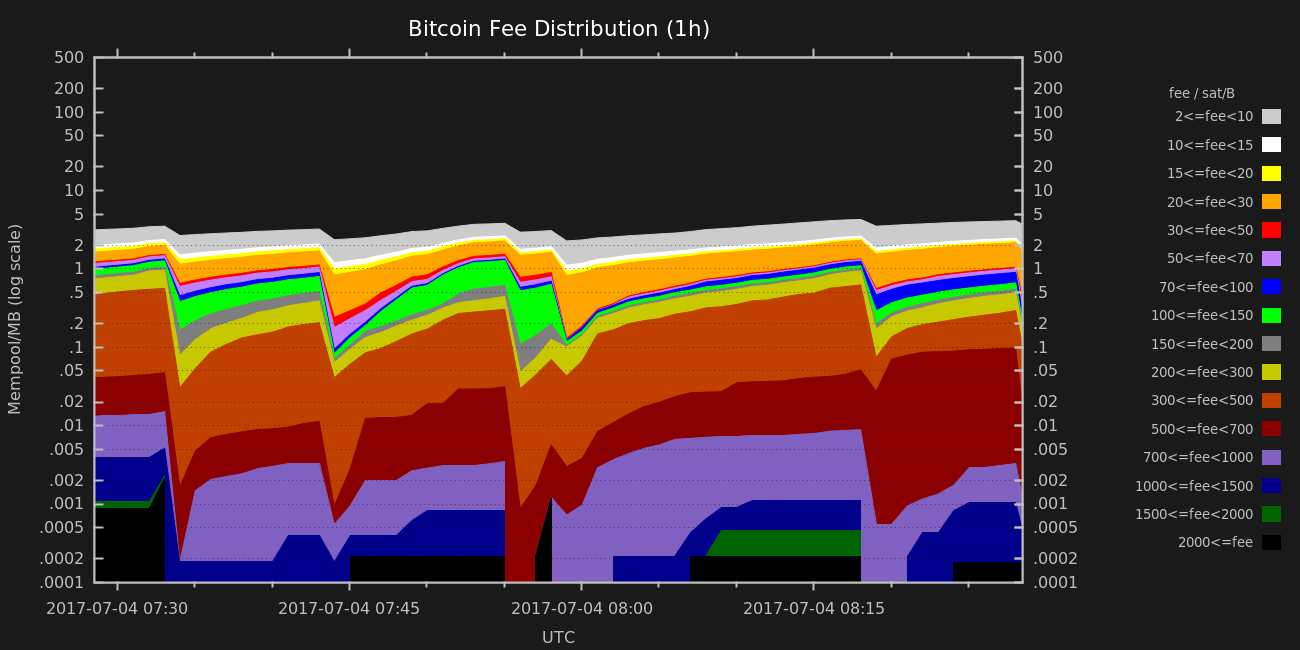 Bitcoin Fee Distribution (1h)
Mempool/MB (log scale)
500
200
100
50
20
10
5
2
1
.5
.2
.1
.05
.02
.01
.005
.002
.001
.0005
.0002
.0001
500
200
100
50
20
10
5
2
1
.5
.2
.1
.05
.02
.01
.005
.002
.001
.0005
.0002
.0001
2017-07-04 07:30
2017-07-04 07:45
2017-07-04 08:00
2017-07-04 08:15
UTC
fee / sat/B
2<=fee<10
10<=fee<15
15<=fee<20
20<=fee<30
30<=fee<50
50<=fee<70
70<=fee<100
100<=fee<150
150<=fee<200
200<=fee<300
300<=fee<500
500<=fee<700
700<=fee<1000
1000<=fee<1500
1500<=fee<2000
2000<=fee